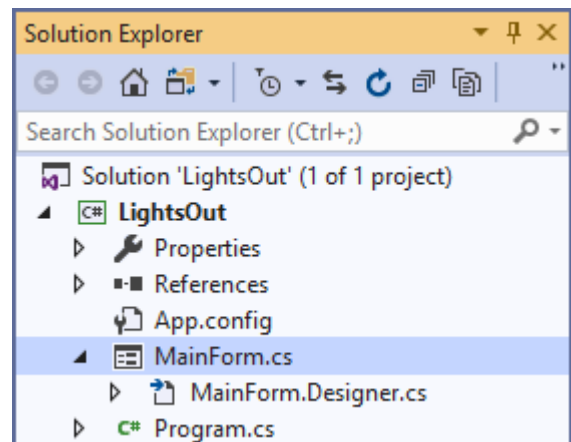 Solution Explorer
Search Solution Explorer (Ctrl+;)
Solution 'LightsOut' (1 of 1 project)
C# LightsOut
Properties
References
App.config
MainForm.cs
MainForm.Designer.cs
C# Program.cs